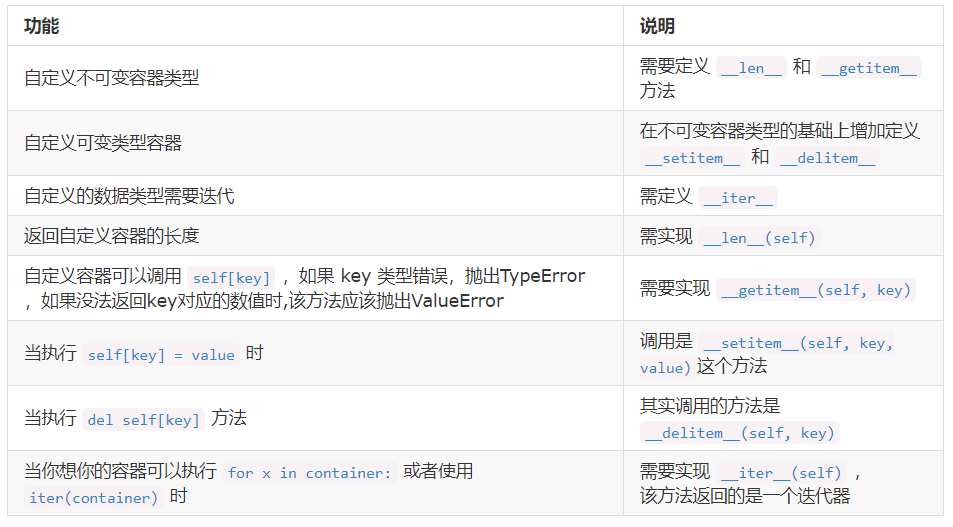 功能
说明
自定义不可变容器类型
需要定义 __len__ 和 __getitem__
方法
自定义可变类型容器
在不可变容器类型的基础上增加定义
__setitem__ 和 __delitem__
自定义的数据类型需要迭代
需定义 __iter__
返回自定义容器的长度
需实现 __len__(self)
自定义容器可以调用 self[key] ，如果 key 类型错误，抛出TypeError
，如果没法返回key对应的数值时,该方法应该抛出ValueError
需要实现 __getitem__(self, key)
当执行 self[key] = value 时
调用是 __setitem__(self, key,
value) 这个方法
当执行 del self[key] 方法
其实调用的方法是
__delitem__(self, key)
当你想你的容器可以执行 for x in container: 或者使用
iter(container) 时
需要实现 __iter__(self) ，
该方法返回的是一个迭代器